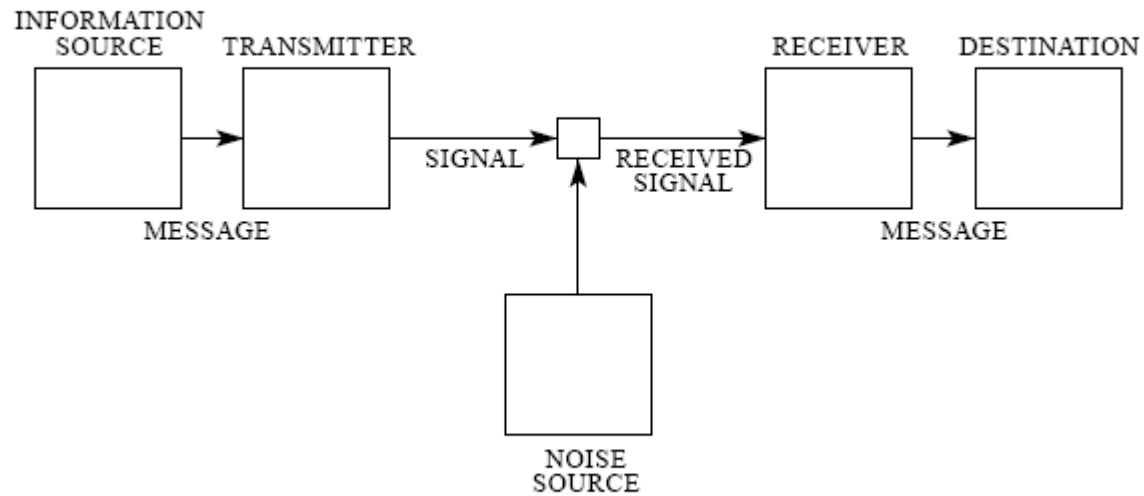 INFORMATION
SOURCE
TRANSMITTER
RECEIVER
DESTINATION
SIGNAL
RECEIVED
SIGNAL
MESSAGE
MESSAGE
NOISE
SOURCE